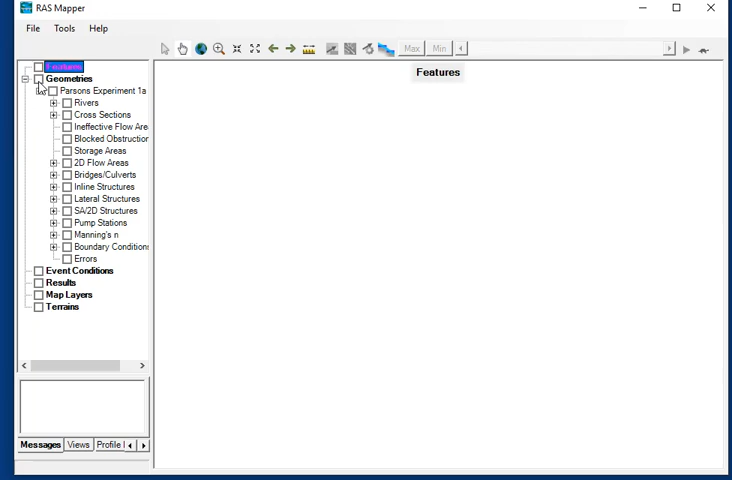 RAS Mapper
File Tools Help
Max Min
Features
Features
Geometries
Parsons Experiment 1a
Rivers
Cross Sections
Ineffective Flow Are
Blocked Obstruction
Storage Areas
2D Flow Areas
Bridges/Culverts
Inline Structures
Lateral Structures
SA/2D Structures
Pump Stations
Manning's n
Boundary Conditions
Errors
Event Conditions
Results
Map Layers
Terrains
Messages Views Profile